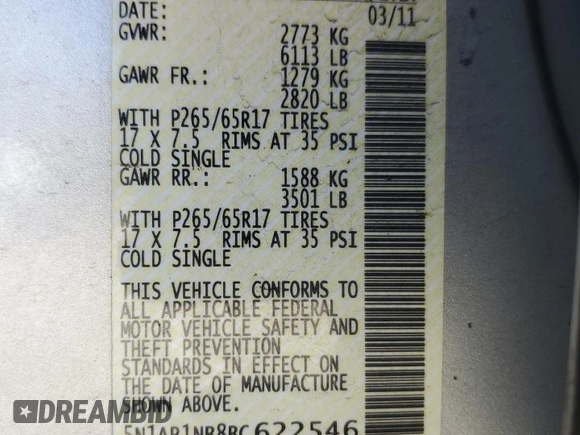 DATE: 03/11
GVWR: 2773 KG
6113 LB
GAWR FR.: 1279 KG
2820 LB
WITH P265/65R17 TIRES
17 X 7.5 RIMS AT 35 PSI
COLD SINGLE
GAWR RR.: 1588 KG
3501 LB
WITH P265/65R17 TIRES
17 X 7.5 RIMS AT 35 PSI
COLD SINGLE
THIS VEHICLE CONFORMS TO
ALL APPLICABLE FEDERAL
MOTOR VEHICLE SAFETY AND
THEFT PREVENTION
STANDARDS IN EFFECT ON
THE DATE OF MANUFACTURE
SHOWN ABOVE.
5N1AR1NB8BC622546
DREAMBID